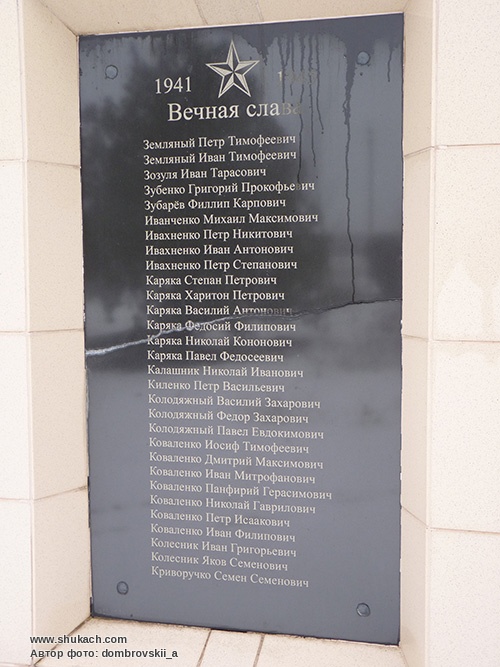 1941
Вечная слава
Земляный Петр Тимофеевич
Земляный Иван Тимофеевич
Зозуля Иван Тарасович
Зубенко Григорий Прокофьевич
Зубарёв Филлип Карпович
Иванченко Михаил Максимович
Ивахненко Петр Никитович
Ивахненко Иван Антонович
Ивахненко Петр Степанович
Каряка Степан Петрович
Каряка Харитон Петрович
Каряка Василий Антонович
Каряка Федосий Филипович
Каряка Николай Кононович
Каряка Павел Федосеевич
Калашник Николай Иванович
Киленко Петр Васильевич
Колодяжный Василий Захарович
Колодяжный Федор Захарович
Колодяжный Павел Евдокимович
Коваленко Иосиф Тимофеевич
Коваленко Дмитрий Максимович
Коваленко Иван Митрофанович
Коваленко Панфирий Герасимович
Коваленко Николай Гаврилович
Коваленко Петр Исаакович
Коваленко Иван Филипович
Колесник Иван Григорьевич
Колесник Яков Семенович
Криворучко Семен Семенович
www.shukach.com
Автор фото: dombrovskii_a